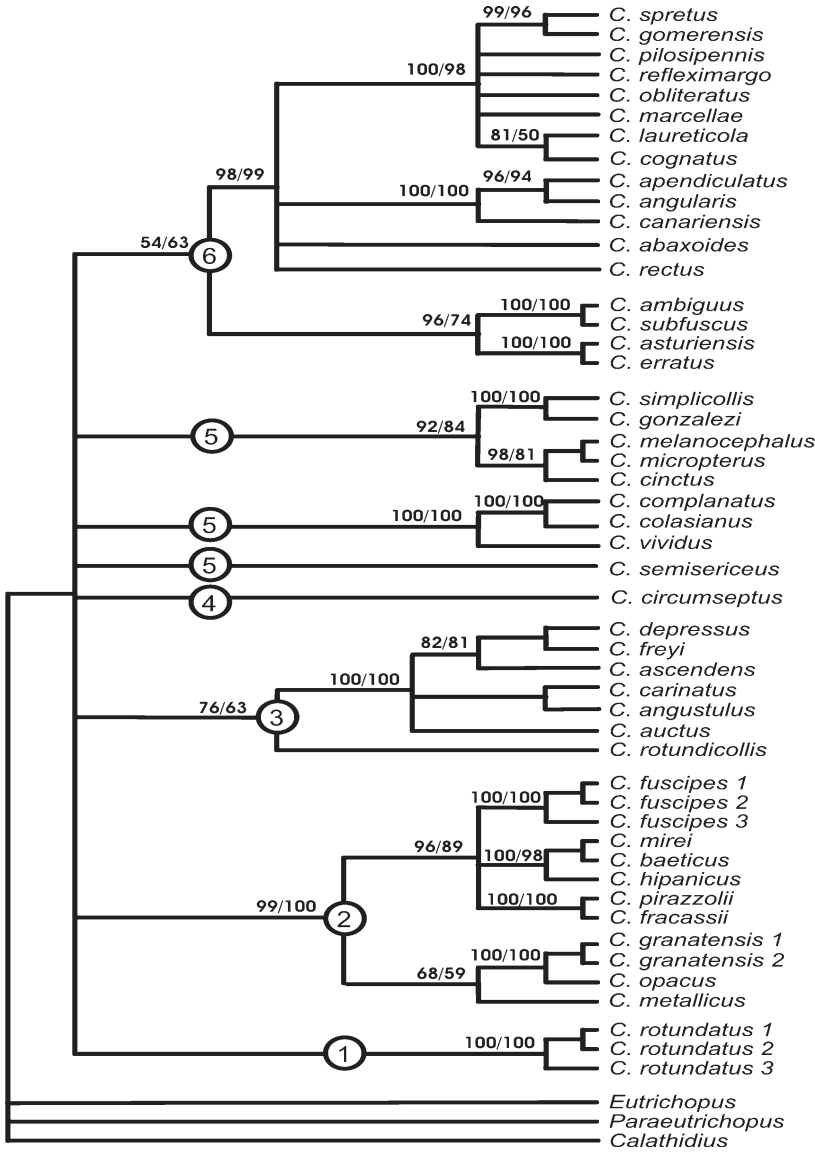 99/96
C. spretus
C. gomerensis
C. pilosipennis
100/98
C. refleximargo
C. obliteratus
C. marcellae
81/50
C. laureticola
C. cognatus
98/99
96/94
C. apendiculatus
100/100
C. angularis
C. canariensis
54/63
6
C. abaxoides
C. rectus
100/100
C. ambiguus
96/74
C. subfuscus
100/100
C. asturiensis
C. erratus
100/100
C. simplicollis
C. gonzalezi
5
92/84
C. melanocephalus
98/81
C. micropterus
C. cinctus
100/100
C. complanatus
5
100/100
C. colasianus
C. vividus
5
C. semisericeus
4
C. circumseptus
C. depressus
82/81
C. freyi
C. ascendens
100/100
C. carinatus
76/63
3
C. angustulus
C. auctus
C. rotundicollis
C. fuscipes 1
100/100
C. fuscipes 2
C. fuscipes 3
96/89
C. mirei
100/98
C. baeticus
C. hipanicus
100/100
C. pirazzolii
99/100
2
C. fracassii
C. granatensis 1
100/100
C. granatensis 2
68/59
C. opacus
C. metallicus
C. rotundatus 1
1
100/100
C. rotundatus 2
C. rotundatus 3
Eutrichopus
Paraeutrichopus
Calathidius